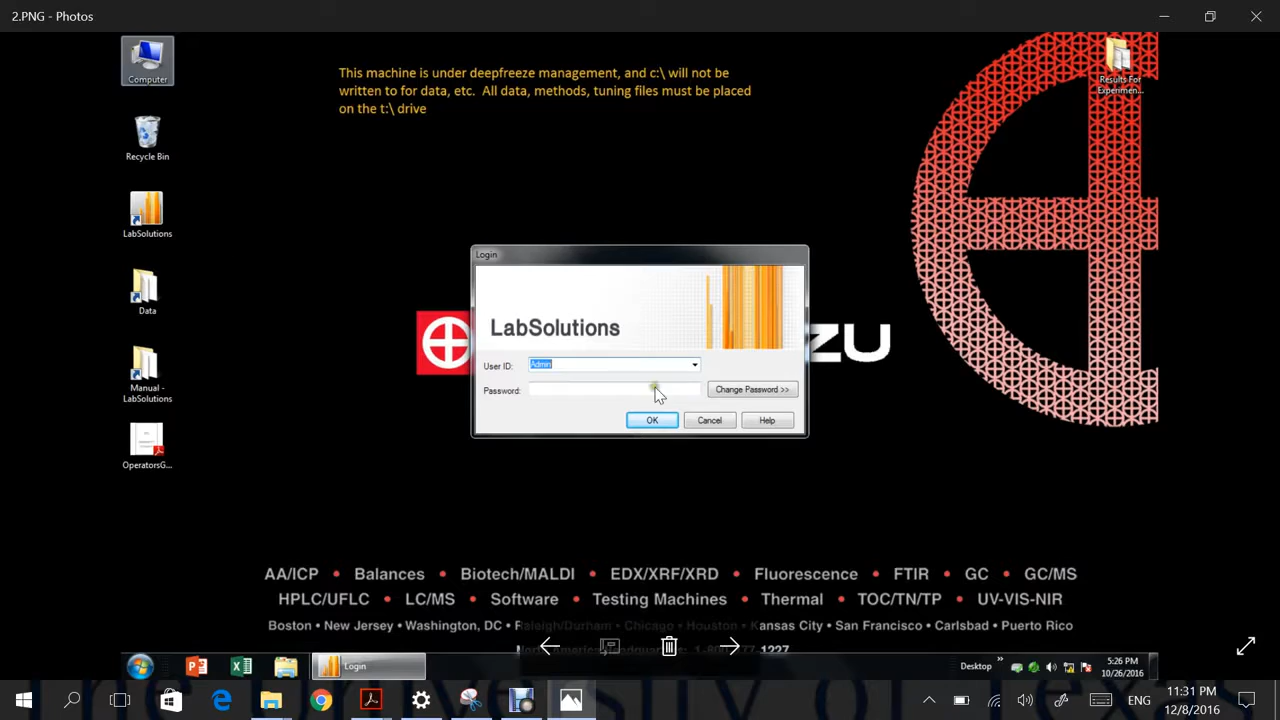 2.PNG - Photos
Computer
Recycle Bin
LabSolutions
Data
Manual -
LabSolutions
OperatorsG...
This machine is under deepfreeze management, and c:\ will not be
written to for data, etc.  All data, methods, tuning files must be placed
on the t:\ drive
Results For
Experimen...
Login
LabSolutions
User ID: Admin
Password:
Change Password >>
OK Cancel Help
ZU
AA/ICP • Balances • Biotech/MALDI • EDX/XRF/XRD • Fluorescence • FTIR • GC • GC/MS
HPLC/UFLC • LC/MS • Software • Testing Machines • Thermal • TOC/TN/TP • UV-VIS-NIR
Boston • New Jersey • Washington, DC • Raleigh/Durham • Chicago • Houston • Kansas City • San Francisco • Carlsbad • Puerto Rico
1227
Login
Desktop
5:26 PM
10/26/2016
ENG
11:31 PM
12/8/2016